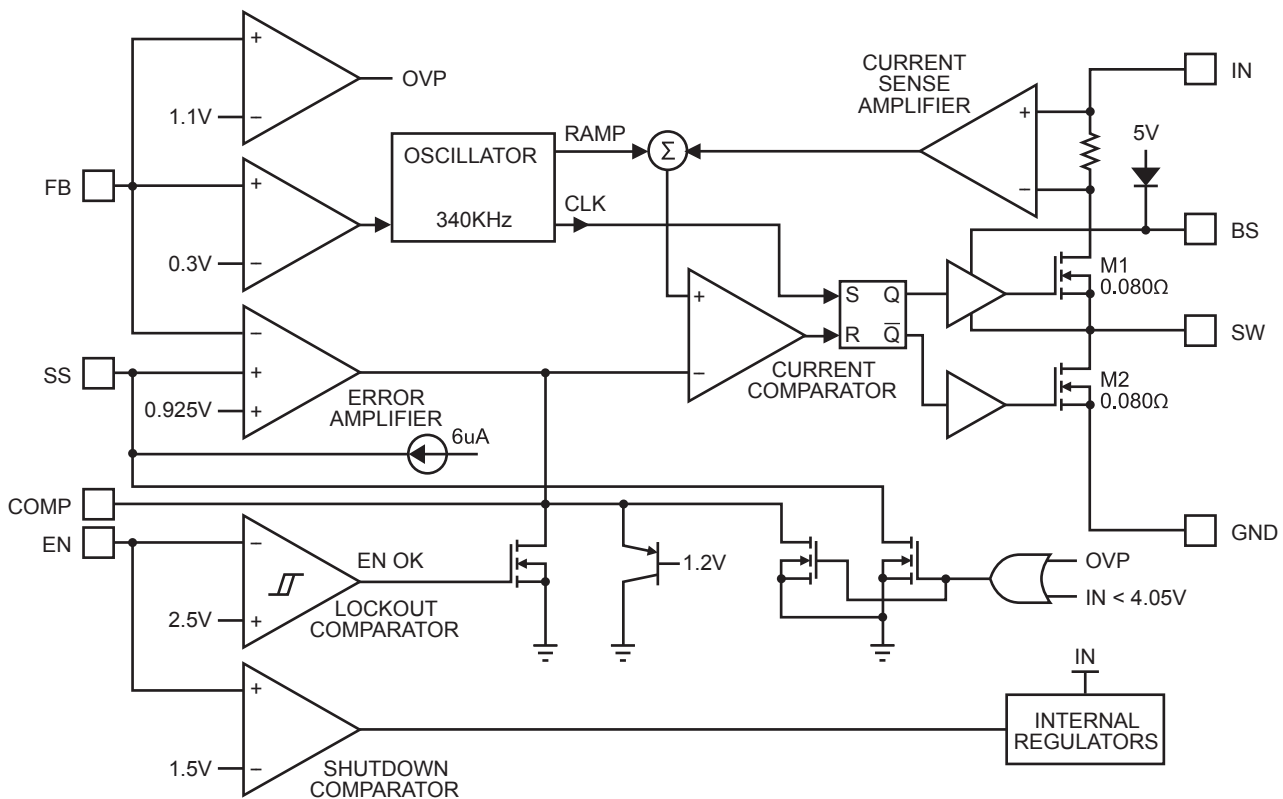 +
OVP
1.1V
−
CURRENT
SENSE
AMPLIFIER
+
−
IN
5V
FB
+
0.3V
−
OSCILLATOR
340KHz
RAMP
Σ
CLK
BS
M1
0.080Ω
S Q
R Q̅
SW
+
−
CURRENT
COMPARATOR
M2
0.080Ω
SS
−
+
0.925V
+
ERROR
AMPLIFIER
6uA
COMP
EN
−
EN OK
2.5V
+
LOCKOUT
COMPARATOR
1.2V
GND
OVP
IN < 4.05V
+
1.5V
−
SHUTDOWN
COMPARATOR
IN
INTERNAL
REGULATORS